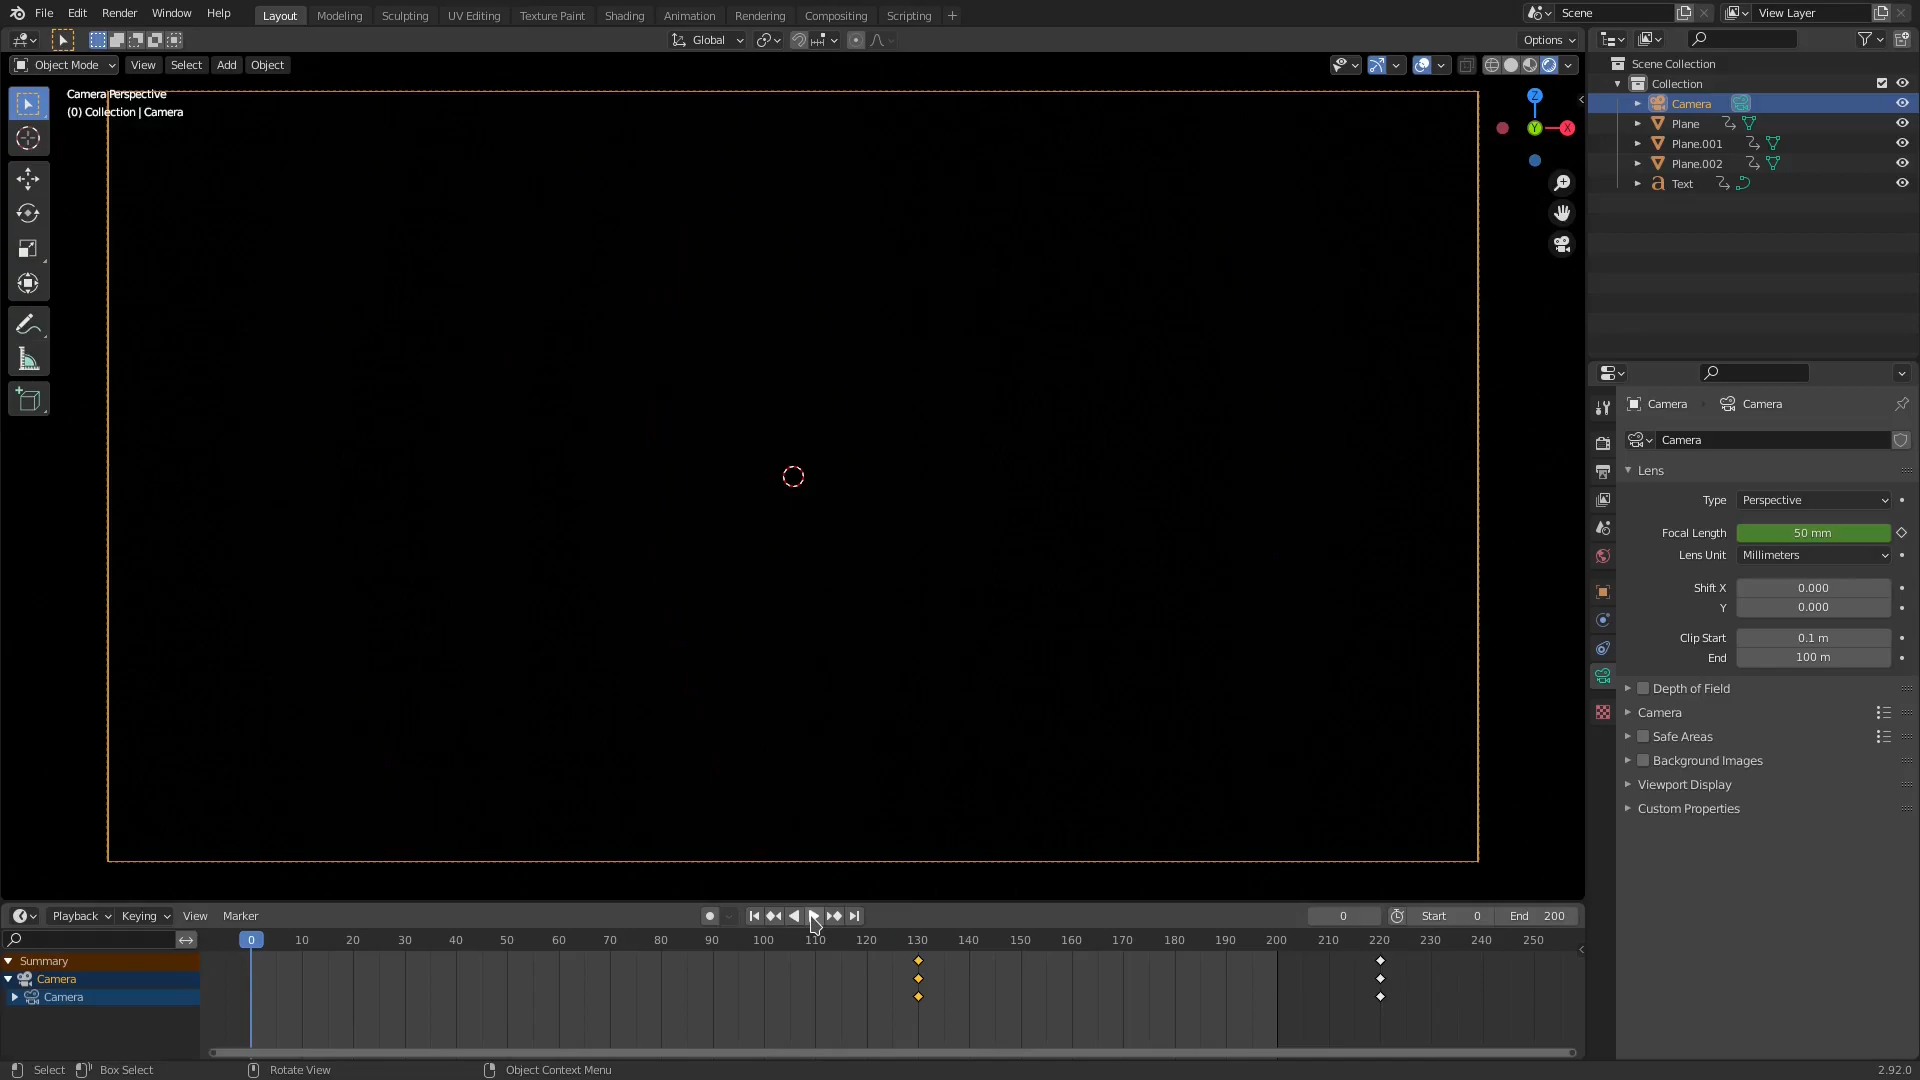 File Edit Render Window Help Layout Modeling Sculpting UV Editing Texture Paint Shading Animation Rendering Compositing Scripting + Scene View Layer
Global Options
Object Mode View Select Add Object
Camera Perspective
(0) Collection | Camera
Z
Y X
Scene Collection
Collection
Camera
Plane
Plane.001
Plane.002
Text
Camera Camera
Camera
Lens
Type Perspective
Focal Length 50 mm
Lens Unit Millimeters
Shift X 0.000
Y 0.000
Clip Start 0.1 m
End 100 m
Depth of Field
Camera
Safe Areas
Background Images
Viewport Display
Custom Properties
Playback Keying View Marker 0 Start 0 End 200
0 10 20 30 40 50 60 70 80 90 100 110 120 130 140 150 160 170 180 190 200 210 220 230 240 250
Summary
Camera
Camera
Select Box Select Rotate View Object Context Menu 2.92.0